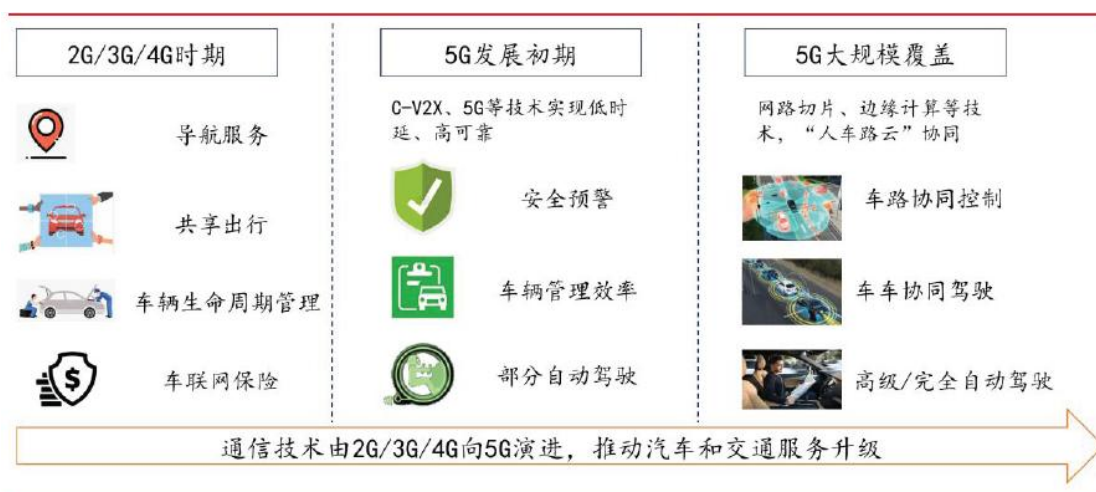 2G/3G/4G时期
导航服务
共享出行
车辆生命周期管理
$
车联网保险
5G发展初期
C-V2X、5G等技术实现低时
延、高可靠
安全预警
车辆管理效率
部分自动驾驶
5G大规模覆盖
网路切片、边缘计算等技
术，“人车路云”协同
车路协同控制
车车协同驾驶
高级/完全自动驾驶
通信技术由2G/3G/4G向5G演进，推动汽车和交通服务升级